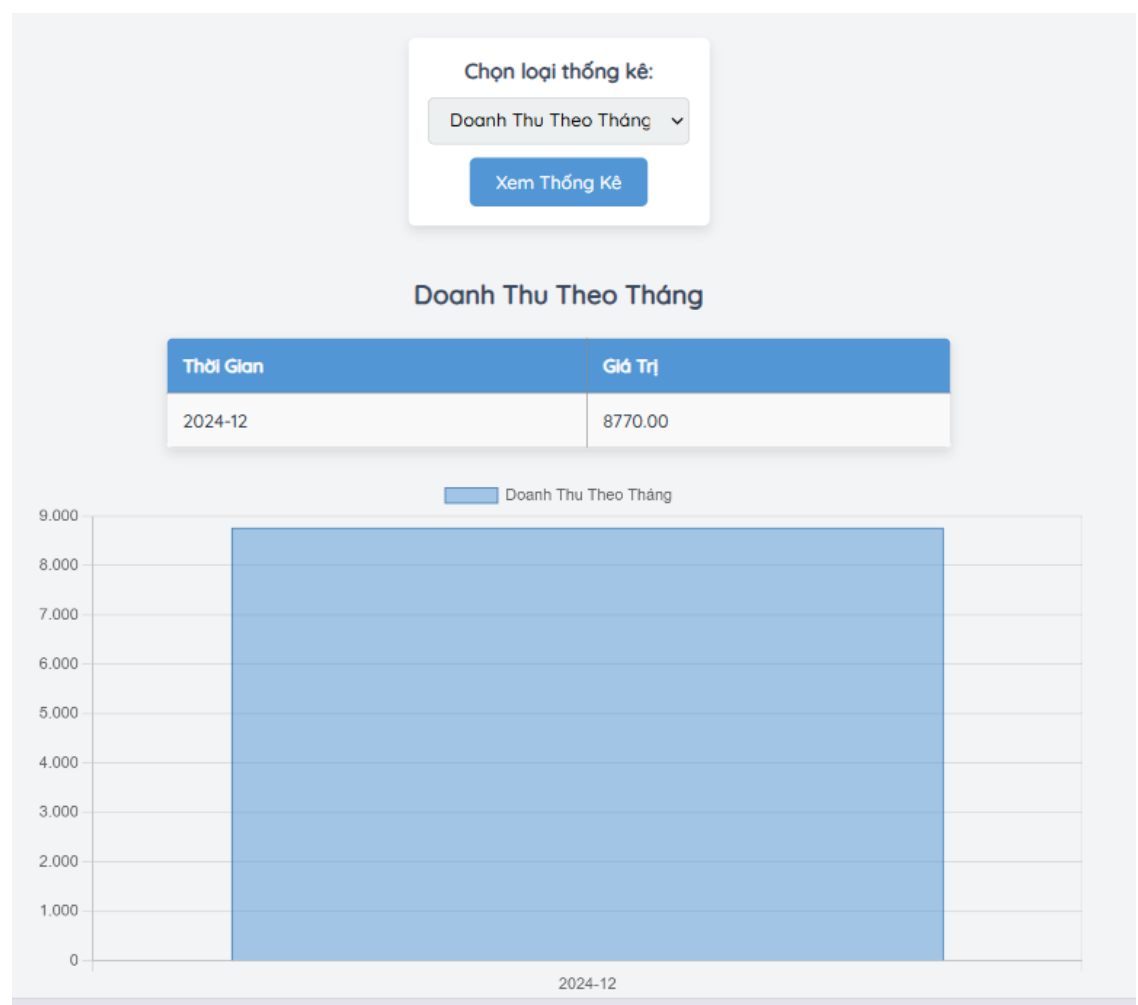 Chọn loại thống kê:
Doanh Thu Theo Tháng
Xem Thống Kê
Doanh Thu Theo Tháng
Thời Gian Giá Trị
2024-12 8770.00
Doanh Thu Theo Tháng
9.000
8.000
7.000
6.000
5.000
4.000
3.000
2.000
1.000
0
2024-12